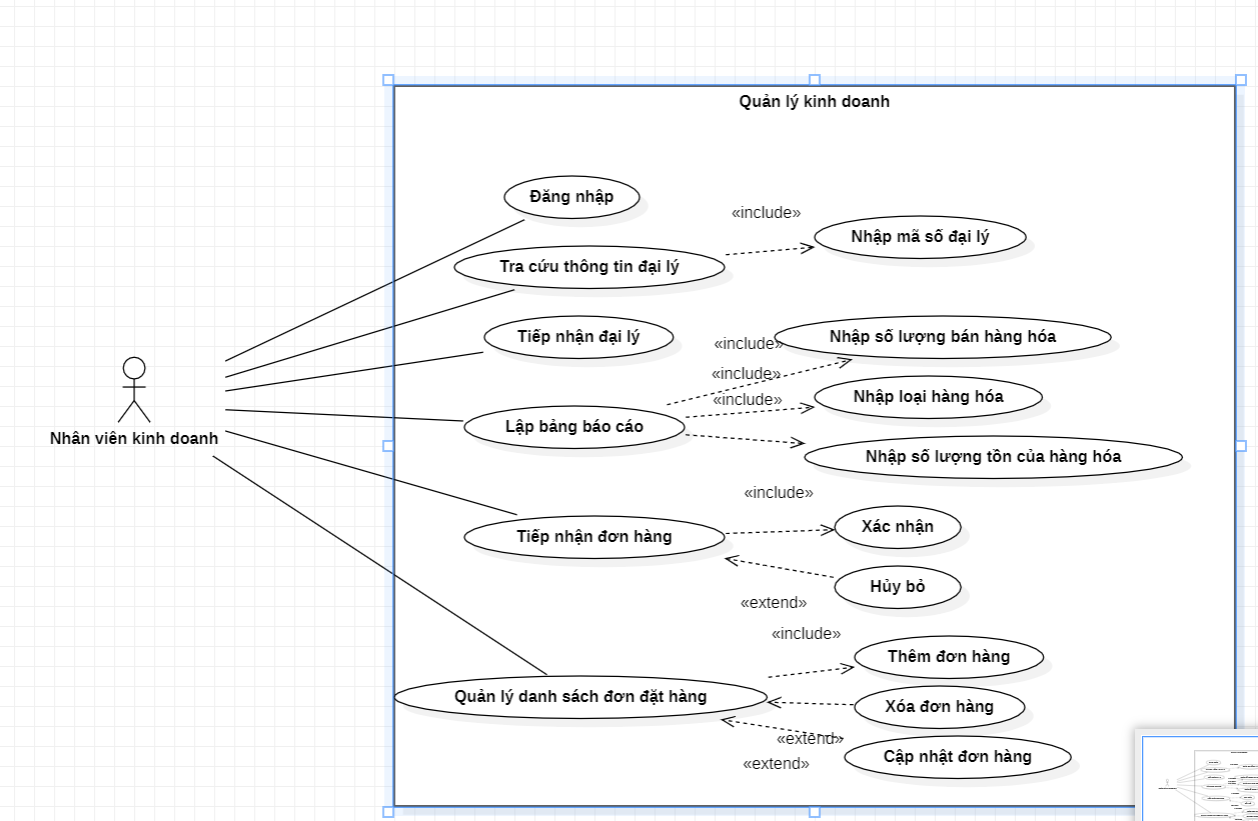 Quản lý kinh doanh
Đăng nhập
«include»
Nhập mã số đại lý
Tra cứu thông tin đại lý
Tiếp nhận đại lý
«include»
Nhập số lượng bán hàng hóa
«include»
«include»
Nhập loại hàng hóa
Lập bảng báo cáo
Nhân viên kinh doanh
Nhập số lượng tồn của hàng hóa
«include»
Xác nhận
Tiếp nhận đơn hàng
Hủy bỏ
«extend»
«include»
Thêm đơn hàng
Quản lý danh sách đơn đặt hàng
Xóa đơn hàng
«extend»
Cập nhật đơn hàng
«extend»